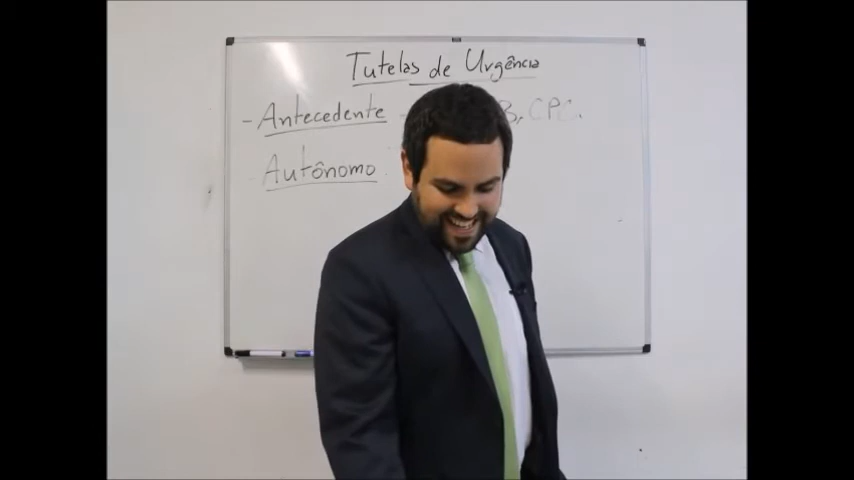 Tutelas de Urgência
- Antecedente B, CPC.
Autônomo